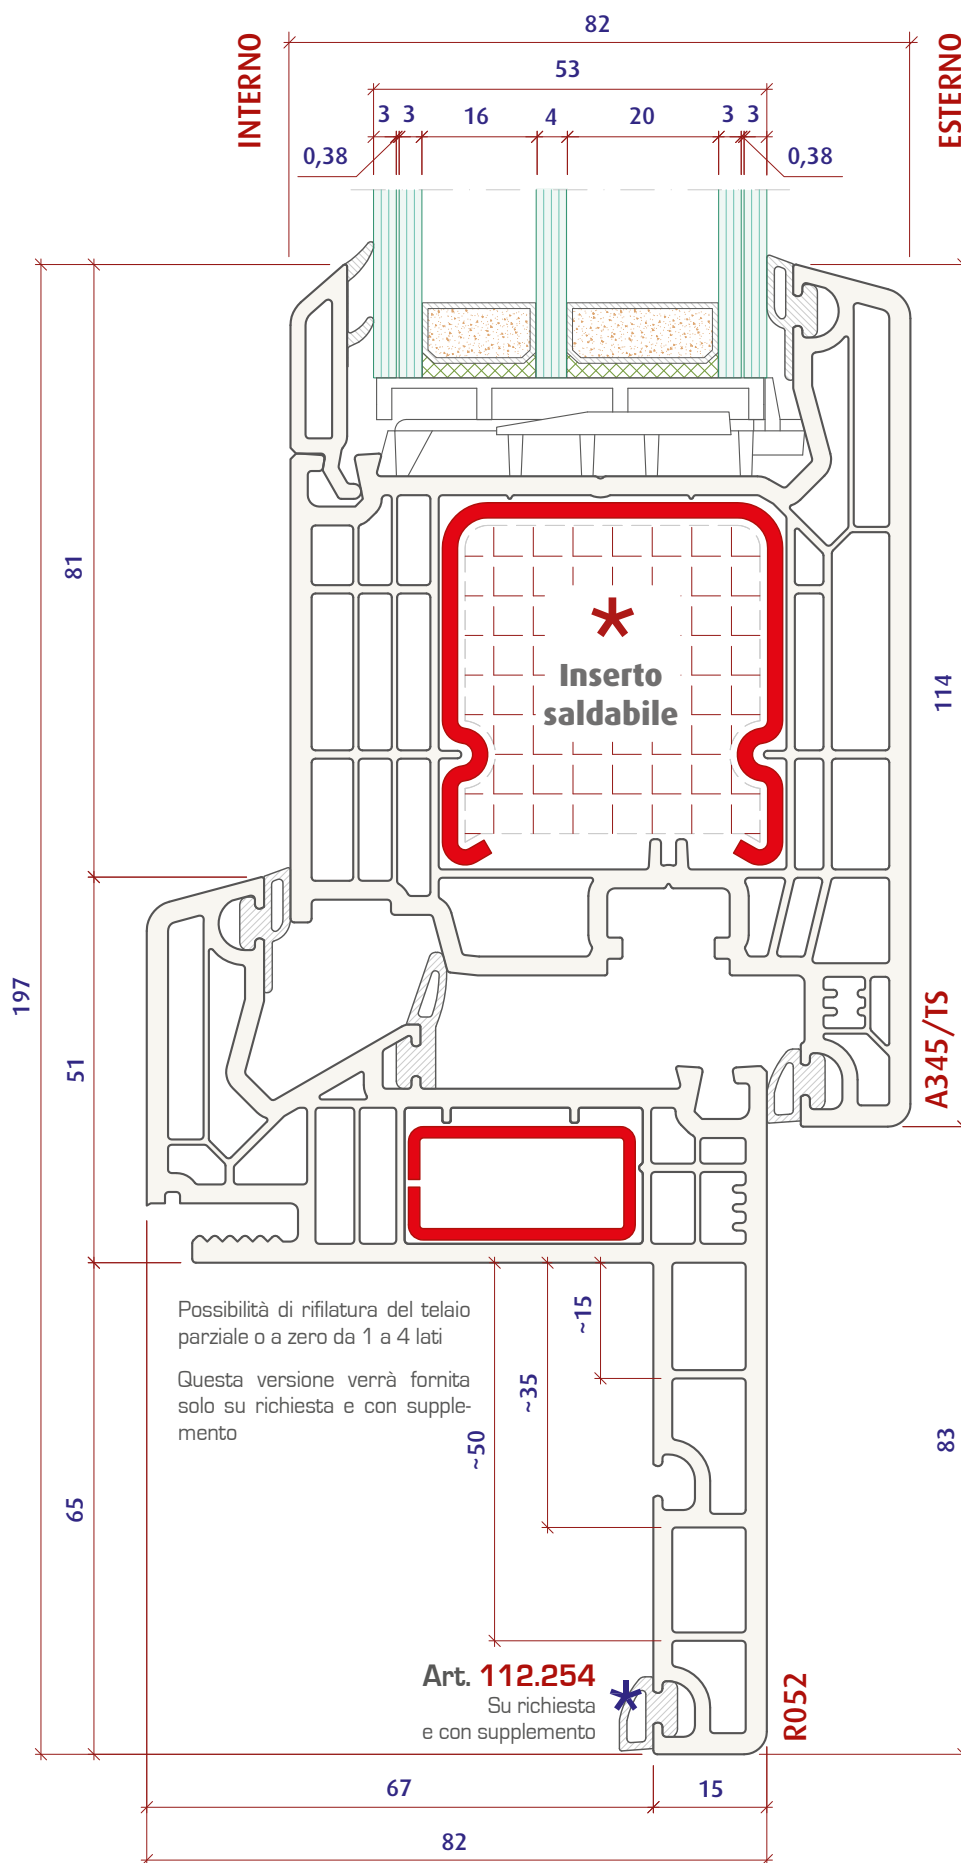 82
INTERNO
ESTERNO
53
3 3 16 4 20 3 3
0,38 0,38
81
*
Inserto
saldabile
114
197
51
A345/TS
Possibilità di rifilatura del telaio
parziale o a zero da 1 a 4 lati
Questa versione verrà fornita
solo su richiesta e con supple-
mento
~15
~35
~50
83
65
Art. 112.254
Su richiesta
e con supplemento
*
R052
67 15
82